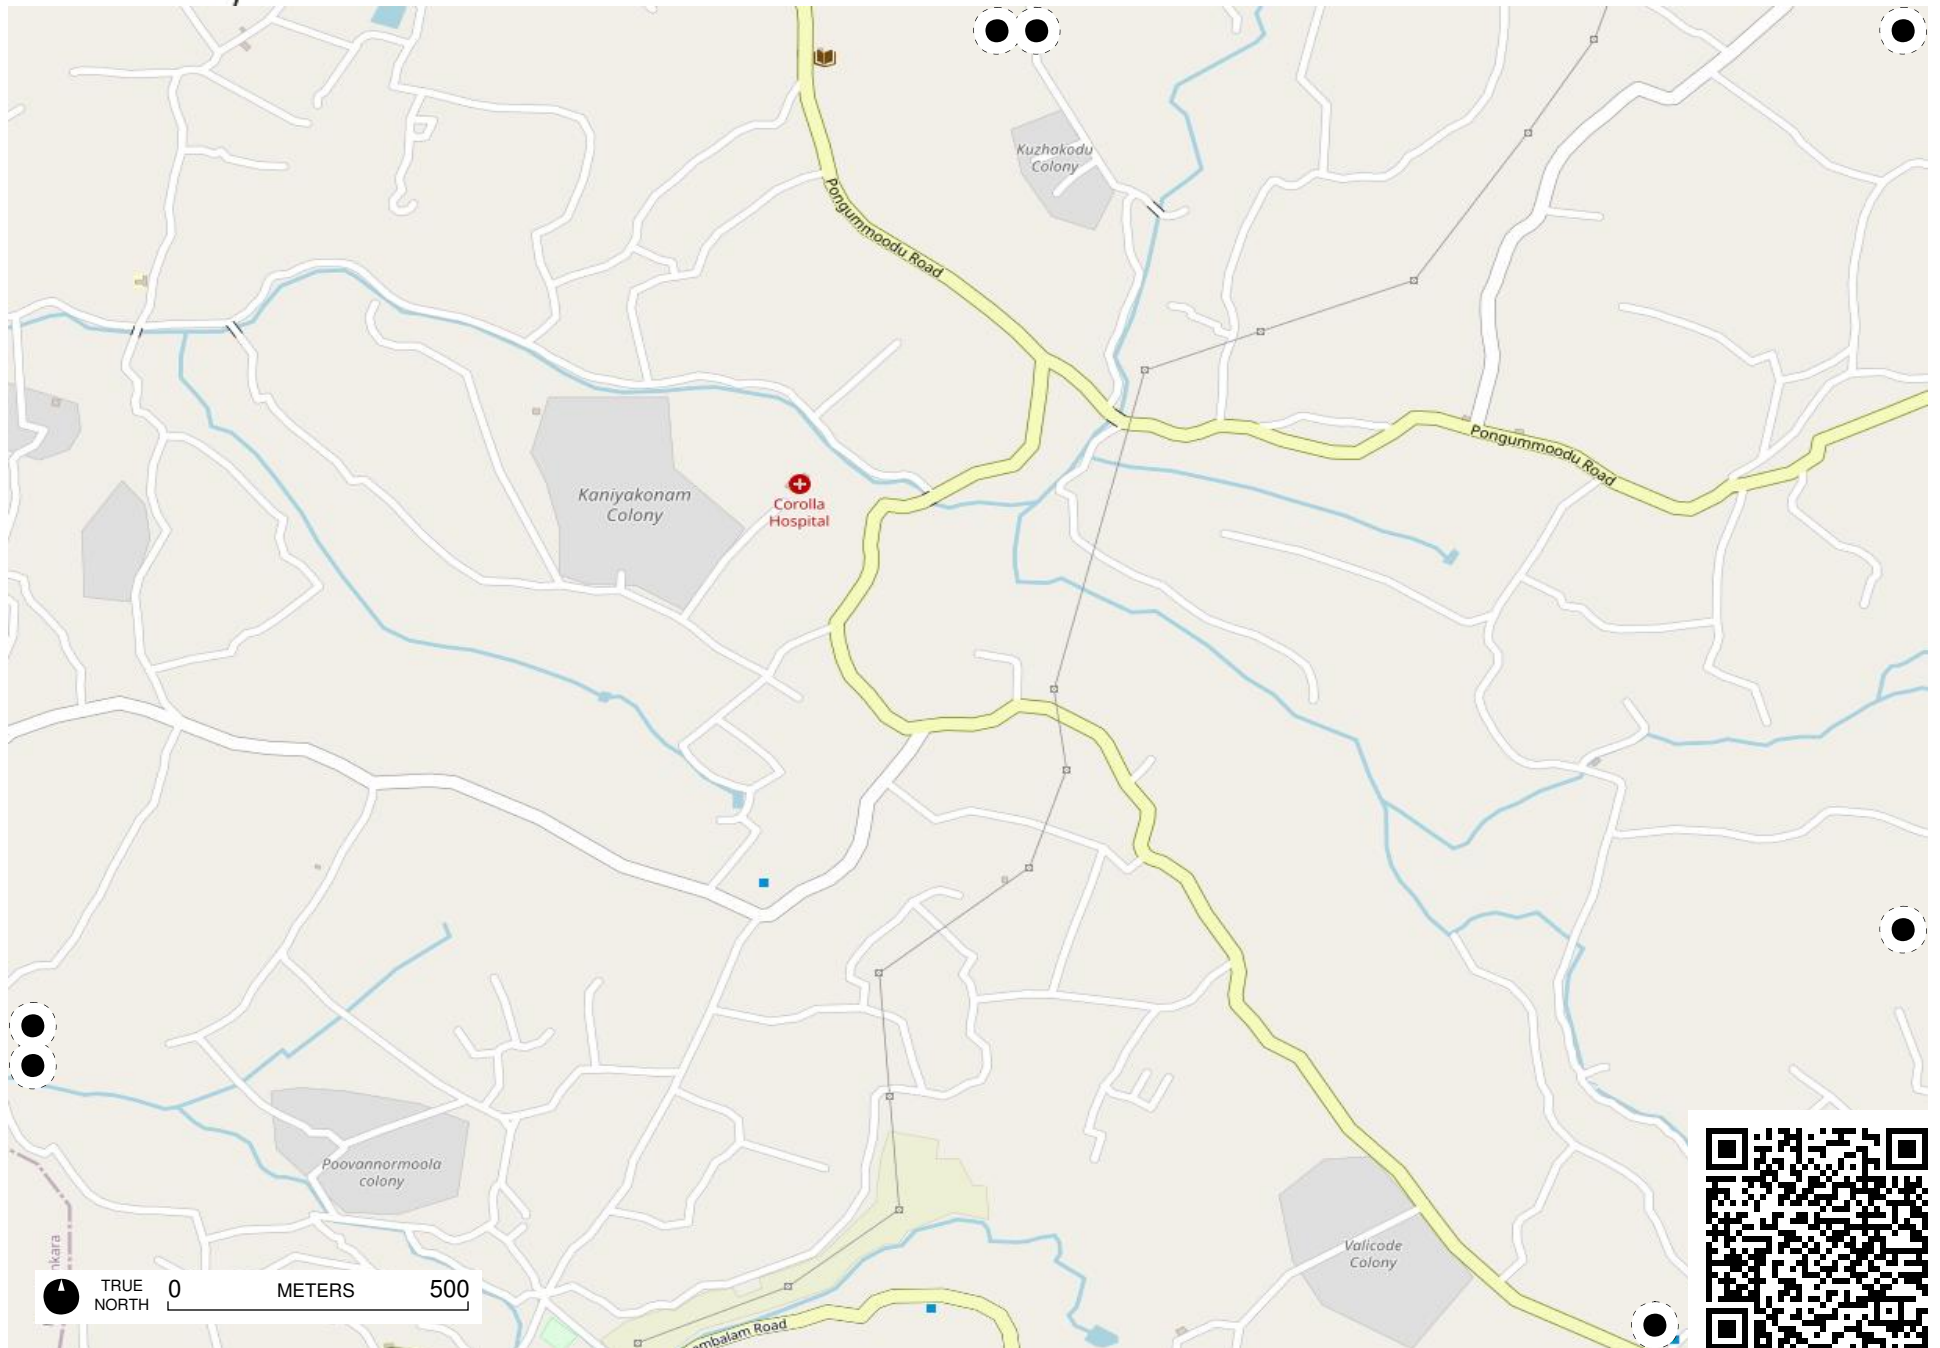 Pongummoodu Road
Kuzhakodu
Colony
Pongummoodu Road
Kaniyakonam
Colony
Corolla
Hospital
Poovannormoola
colony
Valicode
Colony
nkara
TRUE
NORTH
0 METERS 500
mbalam Road